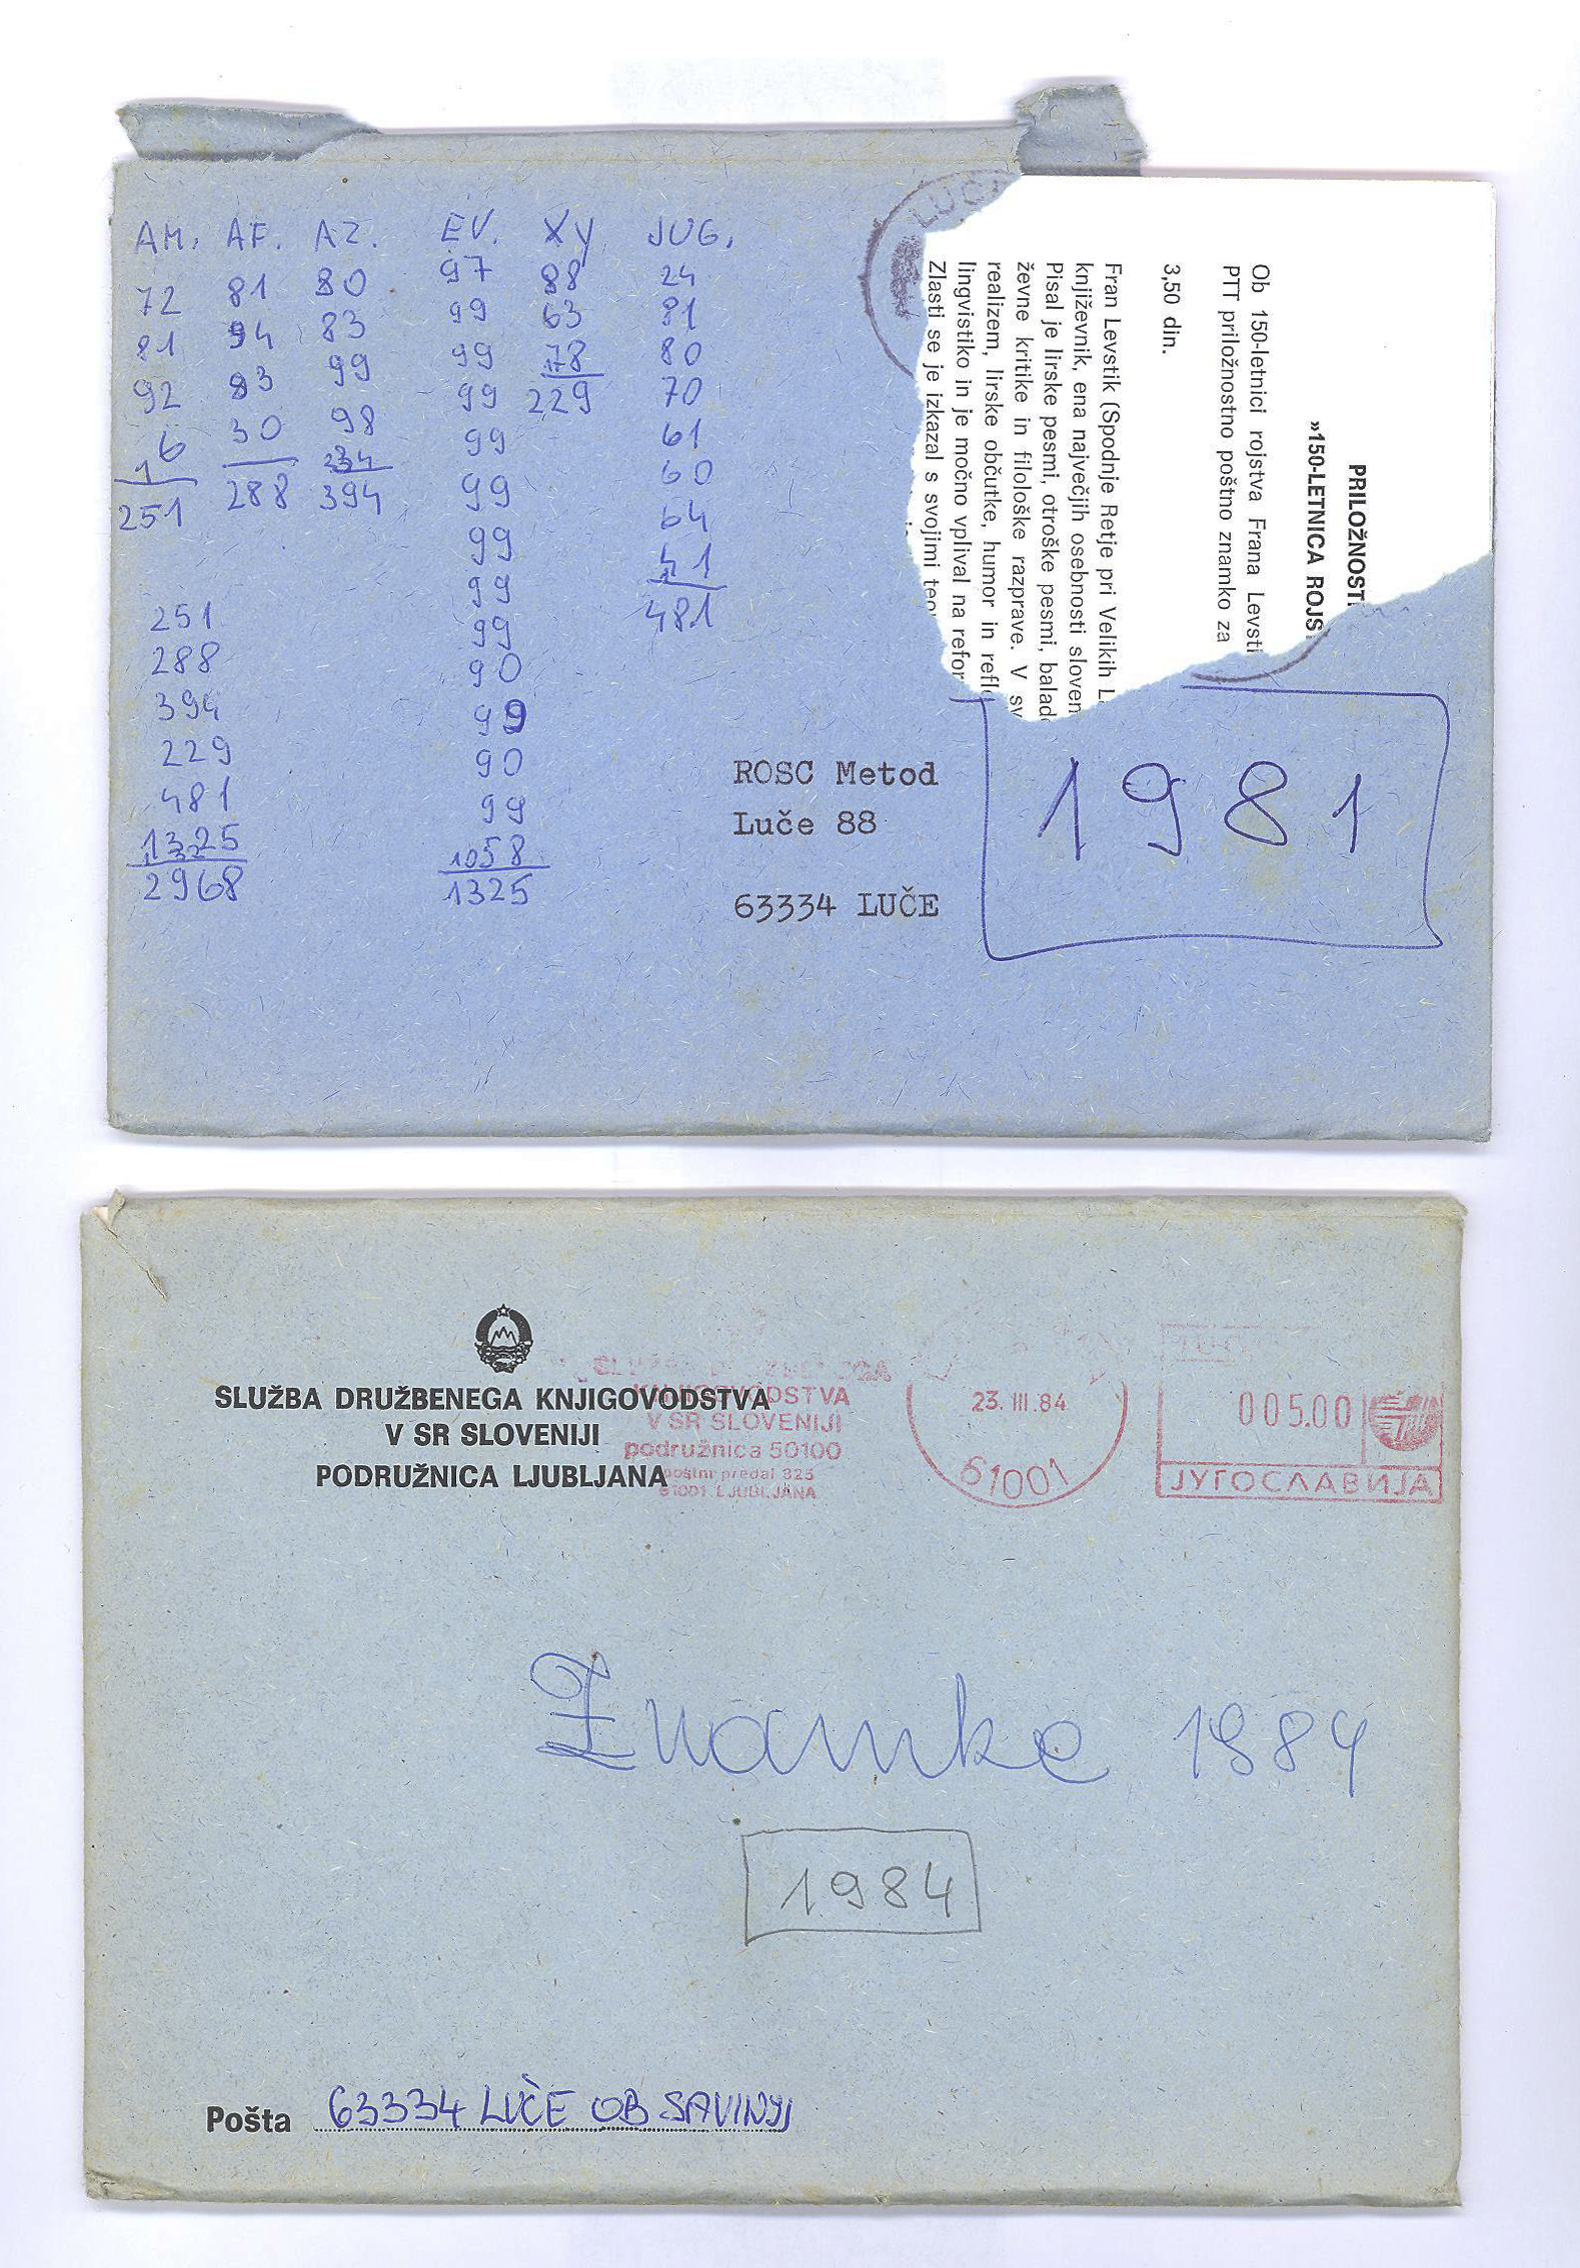 AM. AF. AZ. EV. XY JUG.
72 81 80 97 88 24
81 94 83 99 63 81
92 83 99 99 78 80
6 30 98 99 229 70
1 288 234 99 61
251 394 99 60
99 64
99 41
99 481
90
99
90
99
1058
1325
251
288
394
229
481
1325
2968
LUČ
PRILOŽNOST
»150-LETNICA ROJS
Ob 150-letnici rojstva Frana Levsti
PTT priložnostno poštno znamko za
3,50 din.
Fran Levstik (Spodnje Retje pri Velikih L
književnik, ena največjih osebnosti sloven
Pisal je lirske pesmi, otroške pesmi, balad
ževne kritike in filološke razprave. V sv
realizem, lirske občutke, humor in refl
lingvistiko in je močno vplival na refor
Zlasti se je izkazal s svojimi teo
1981
ROSC Metod
Luče 88
63334 LUČE
SLUŽBA DRUŽBENEGA KNJIGOVODSTVA
V SR SLOVENIJI
PODRUŽNICA LJUBLJANA
KNJIGOVODSTVA
V SR SLOVENIJI
podružnica 50100
poštni predal 325
61001 LJUBLJANA
23. III.84
61001
005.00
ЈУГОСЛАВИЈА
Znamke 1984
1984
Pošta 63334 LUČE OB SAVINJI